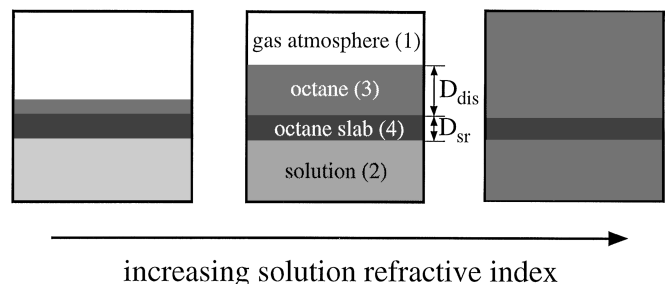 gas atmosphere (1)
octane (3)
D_dis
octane slab (4)
D_sr
solution (2)
increasing solution refractive index